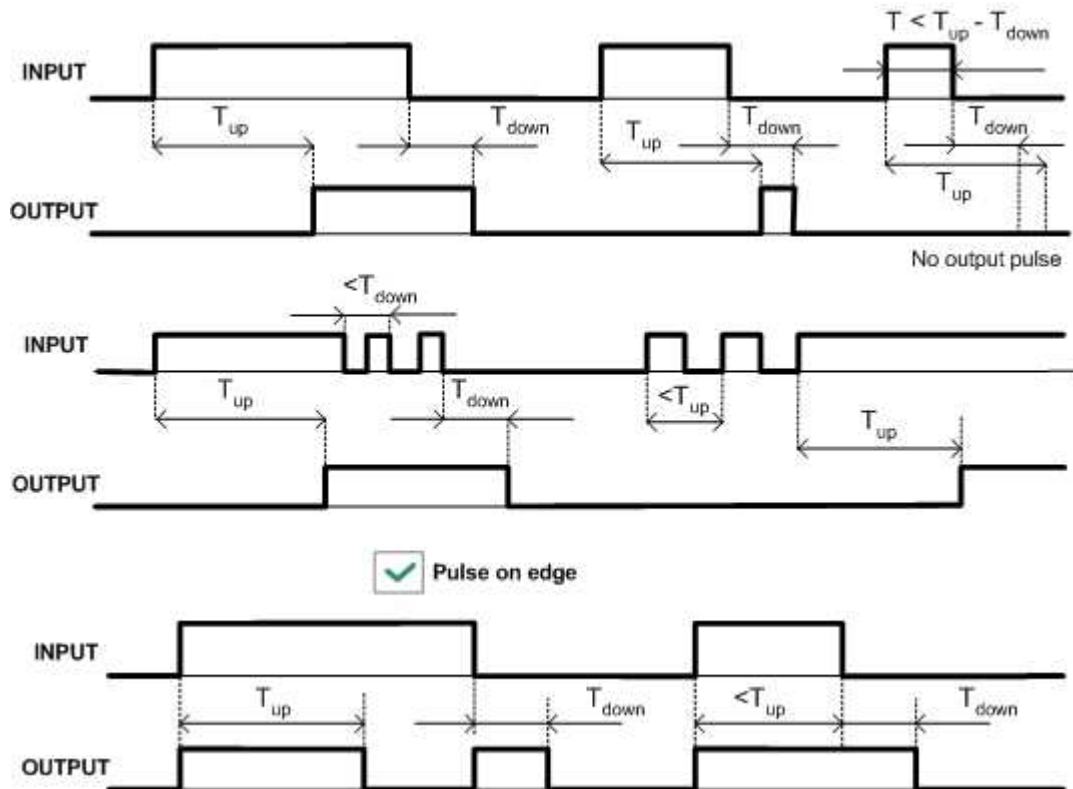 T < Tup - Tdown
INPUT
Tup
Tdown
Tup
Tdown
Tdown
Tup
OUTPUT
No output pulse
<Tdown
INPUT
Tup
Tdown
<Tup
Tup
OUTPUT
Pulse on edge
INPUT
Tup
Tdown
<Tup
Tdown
OUTPUT